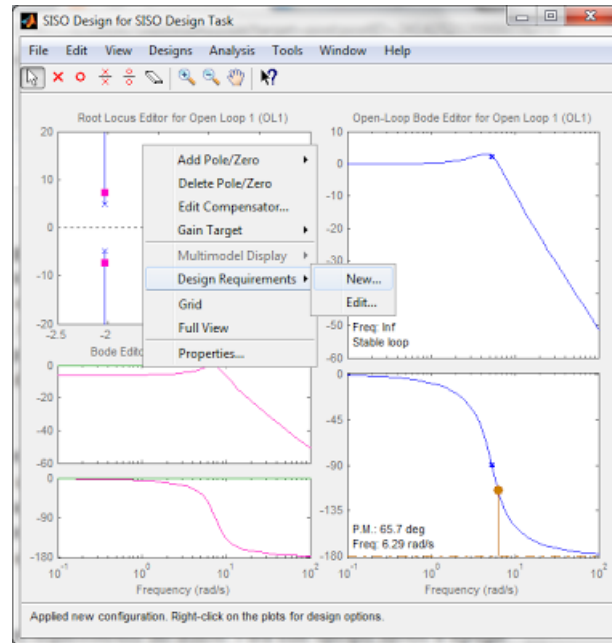 SISO Design for SISO Design Task
File Edit View Designs Analysis Tools Window Help
Root Locus Editor for Open Loop 1 (OL1)
20
10
0
-10
-20
-2.5 -2
Add Pole/Zero
Delete Pole/Zero
Edit Compensator...
Gain Target
Multimodel Display
Design Requirements
Grid
Full View
Properties...
New...
Edit...
Open-Loop Bode Editor for Open Loop 1 (OL1)
10
0
-10
-20
-30
-40
-50
-60
Freq: Inf
Stable loop
Bode Edito
0
-20
-40
-60
0
-90
-180
10^-1 10^0 10^1 10^2
Frequency (rad/s)
0
-45
-90
-135
-180
P.M.: 65.7 deg
Freq: 6.29 rad/s
10^-1 10^0 10^1 10^2
Frequency (rad/s)
Applied new configuration. Right-click on the plots for design options.